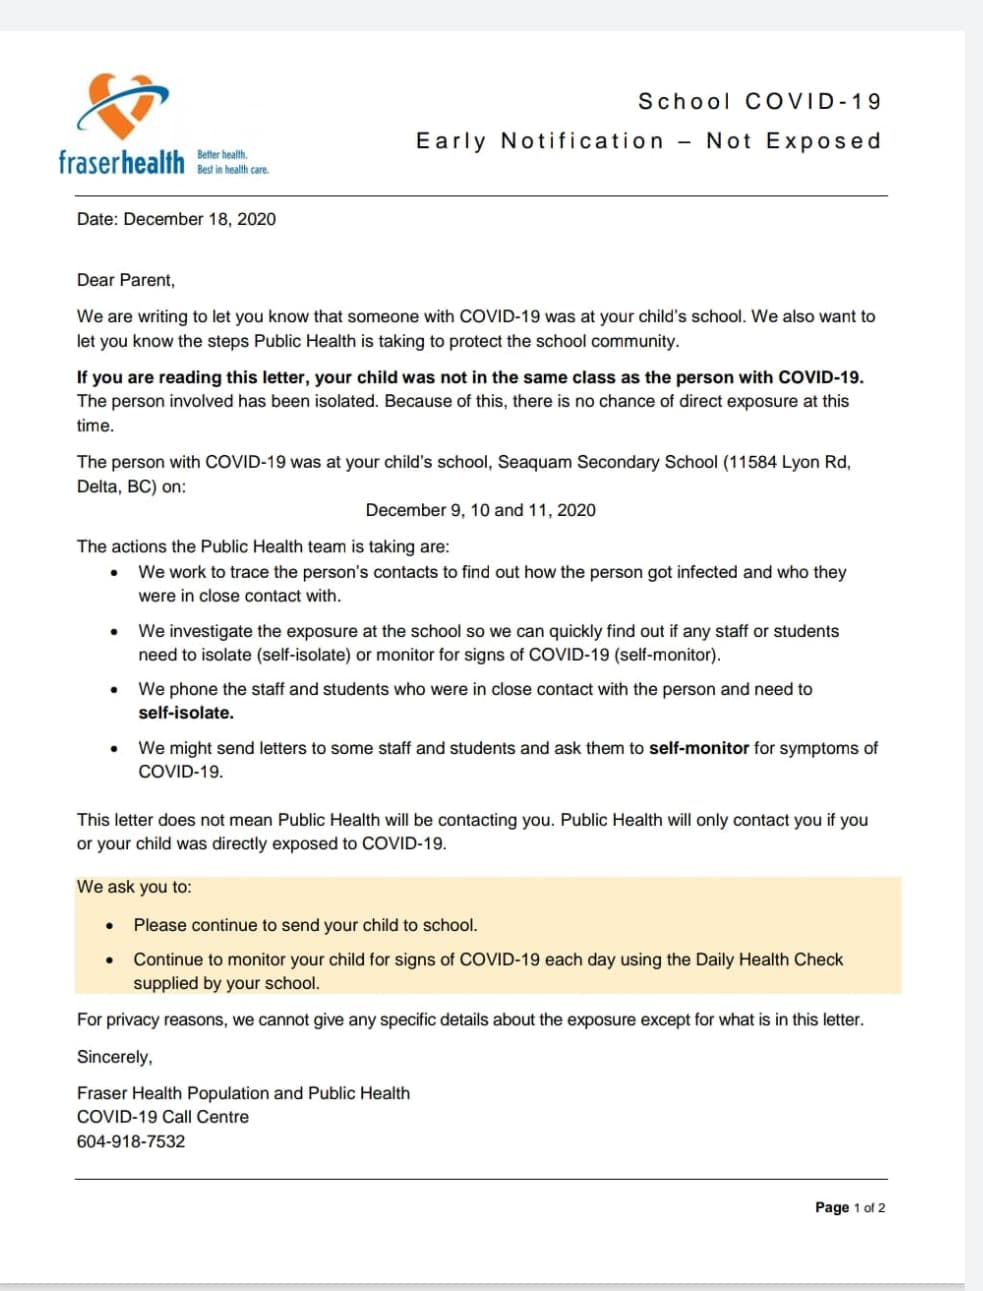 School COVID-19
Early Notification – Not Exposed
fraserhealth
Better health.
Best in health care.
Date: December 18, 2020
Dear Parent,
We are writing to let you know that someone with COVID-19 was at your child's school. We also want to
let you know the steps Public Health is taking to protect the school community.
If you are reading this letter, your child was not in the same class as the person with COVID-19.
The person involved has been isolated. Because of this, there is no chance of direct exposure at this
time.
The person with COVID-19 was at your child's school, Seaquam Secondary School (11584 Lyon Rd,
Delta, BC) on:
December 9, 10 and 11, 2020
The actions the Public Health team is taking are:
• We work to trace the person's contacts to find out how the person got infected and who they
were in close contact with.
• We investigate the exposure at the school so we can quickly find out if any staff or students
need to isolate (self-isolate) or monitor for signs of COVID-19 (self-monitor).
• We phone the staff and students who were in close contact with the person and need to
self-isolate.
• We might send letters to some staff and students and ask them to self-monitor for symptoms of
COVID-19.
This letter does not mean Public Health will be contacting you. Public Health will only contact you if you
or your child was directly exposed to COVID-19.
We ask you to:
• Please continue to send your child to school.
• Continue to monitor your child for signs of COVID-19 each day using the Daily Health Check
supplied by your school.
For privacy reasons, we cannot give any specific details about the exposure except for what is in this letter.
Sincerely,
Fraser Health Population and Public Health
COVID-19 Call Centre
604-918-7532
Page 1 of 2